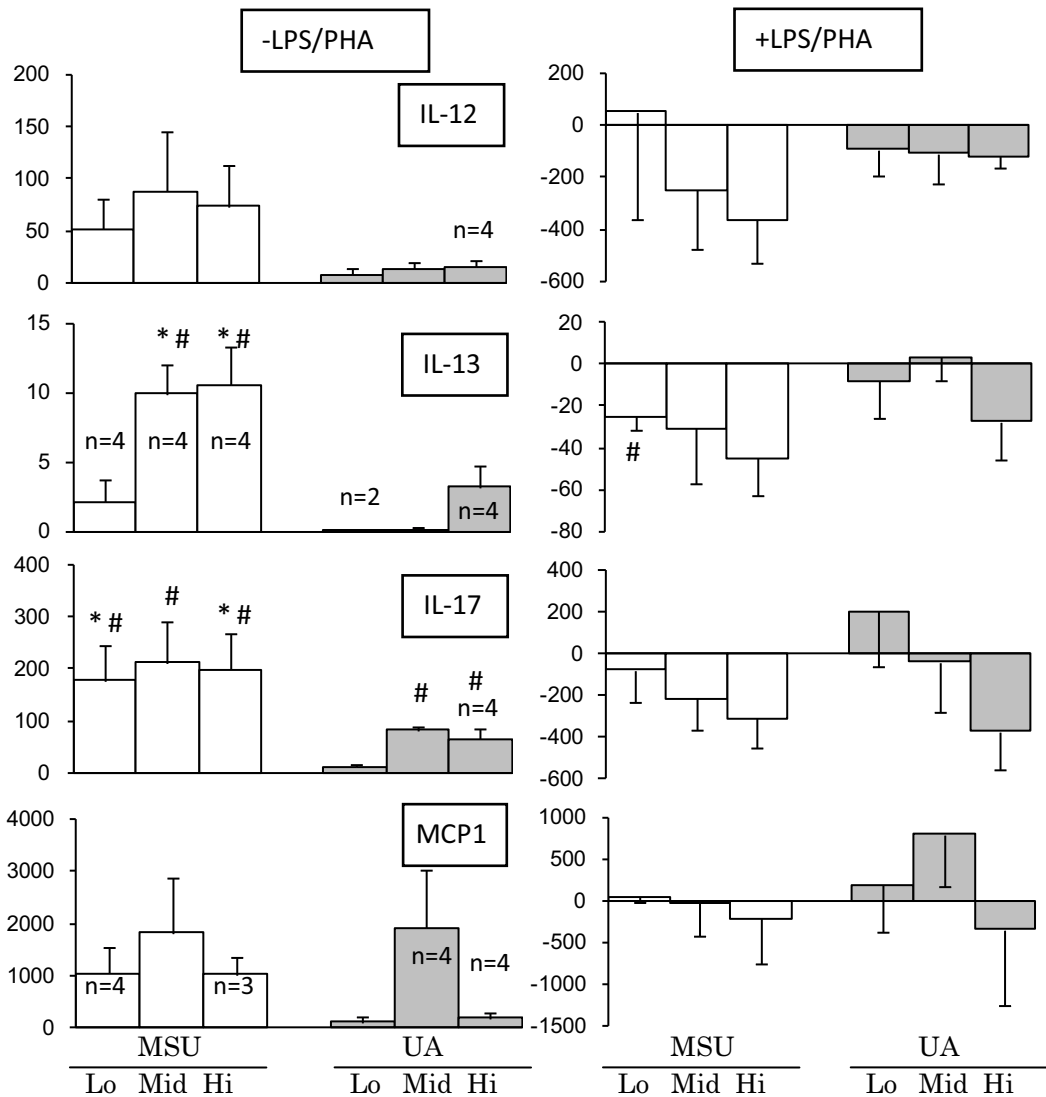 -LPS/PHA
+LPS/PHA
200
150
100
50
0
IL-12
n=4
200
0
-200
-400
-600
15
10
5
0
* #
* #
IL-13
n=4
n=4
n=4
n=2
n=4
20
0
-20
-40
-60
-80
#
400
300
200
100
0
* #
#
* #
IL-17
#
#
n=4
400
200
0
-200
-400
-600
4000
3000
2000
1000
0
MCP1
n=4
n=3
n=4
n=4
1000
500
0
-500
-1000
-1500
MSU
UA
MSU
UA
Lo Mid Hi
Lo Mid Hi
Lo Mid Hi
Lo Mid Hi